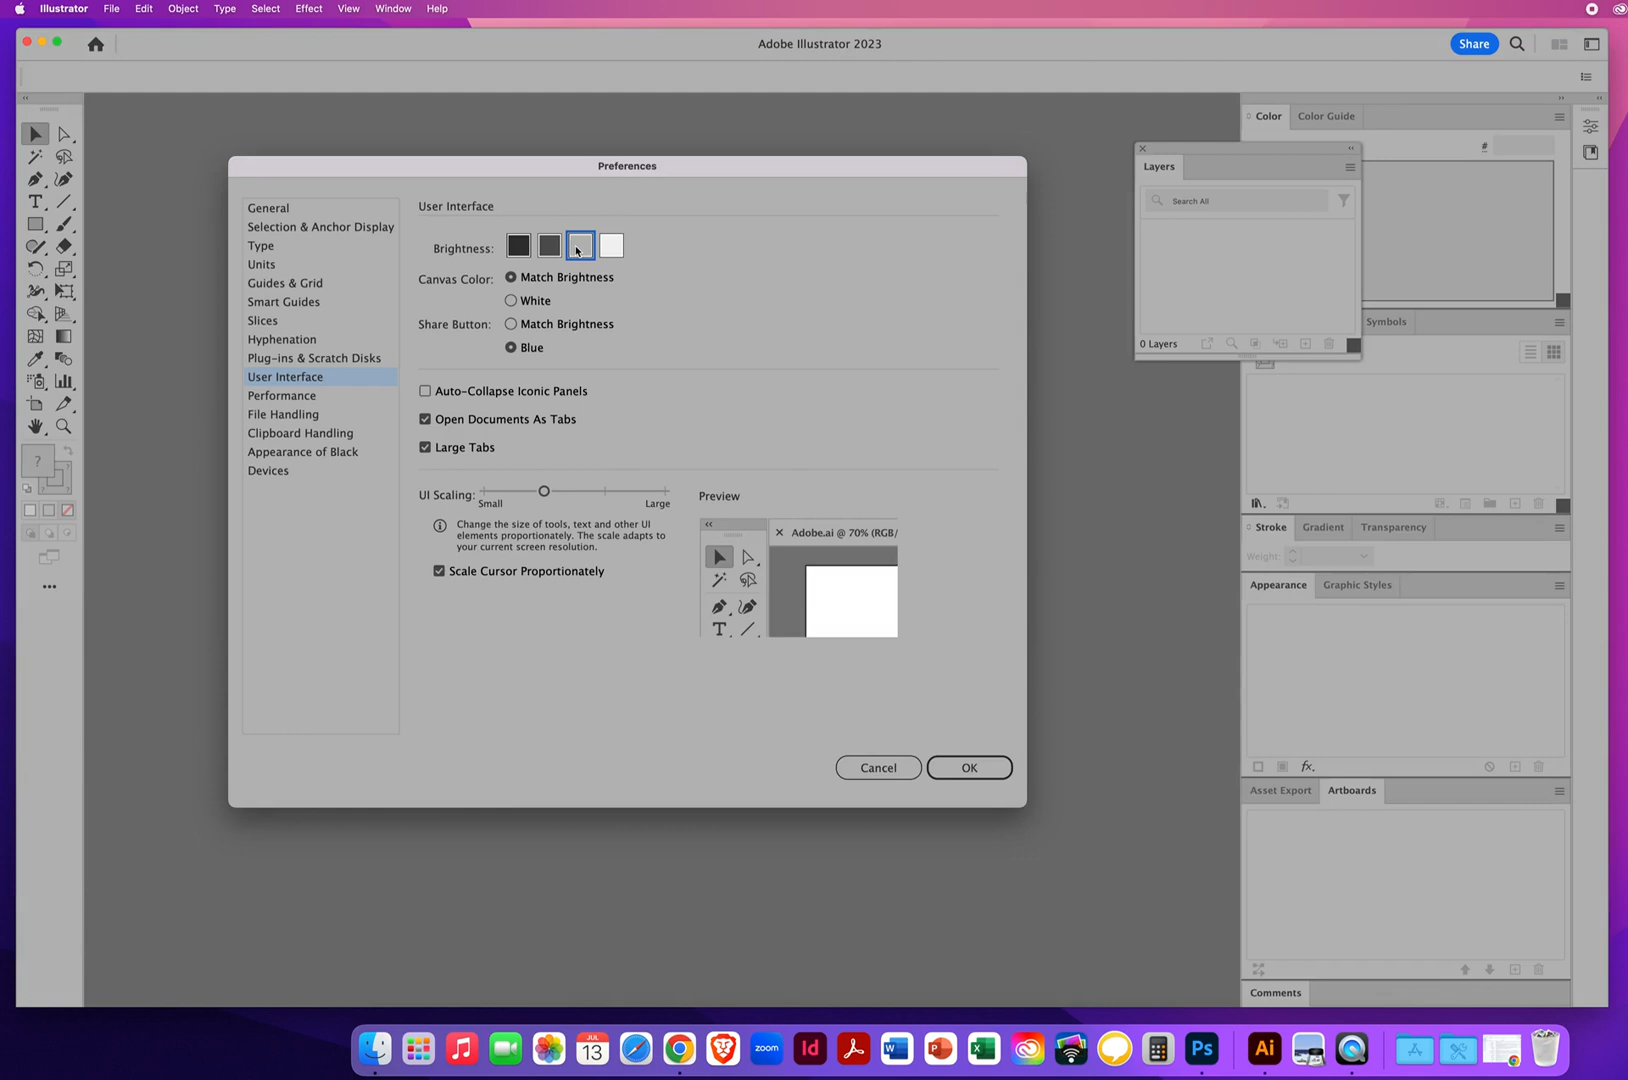 Illustrator File Edit Object Type Select Effect View Window Help
Adobe Illustrator 2023
Share
Color Color Guide
#
Layers
Search All
0 Layers
Symbols
Stroke Gradient Transparency
Weight:
Appearance Graphic Styles
fx.
Asset Export Artboards
Comments
Preferences
General
Selection & Anchor Display
Type
Units
Guides & Grid
Smart Guides
Slices
Hyphenation
Plug-ins & Scratch Disks
User Interface
Performance
File Handling
Clipboard Handling
Appearance of Black
Devices
User Interface
Brightness:
Canvas Color: Match Brightness
White
Share Button: Match Brightness
Blue
Auto-Collapse Iconic Panels
Open Documents As Tabs
Large Tabs
UI Scaling:
Small Large
Change the size of tools, text and other UI
elements proportionately. The scale adapts to
your current screen resolution.
Scale Cursor Proportionately
Preview
Adobe.ai @ 70% (RGB/
Cancel OK
? ?
JUL
13
zoom
Id
W
P
X
Ps
Ai